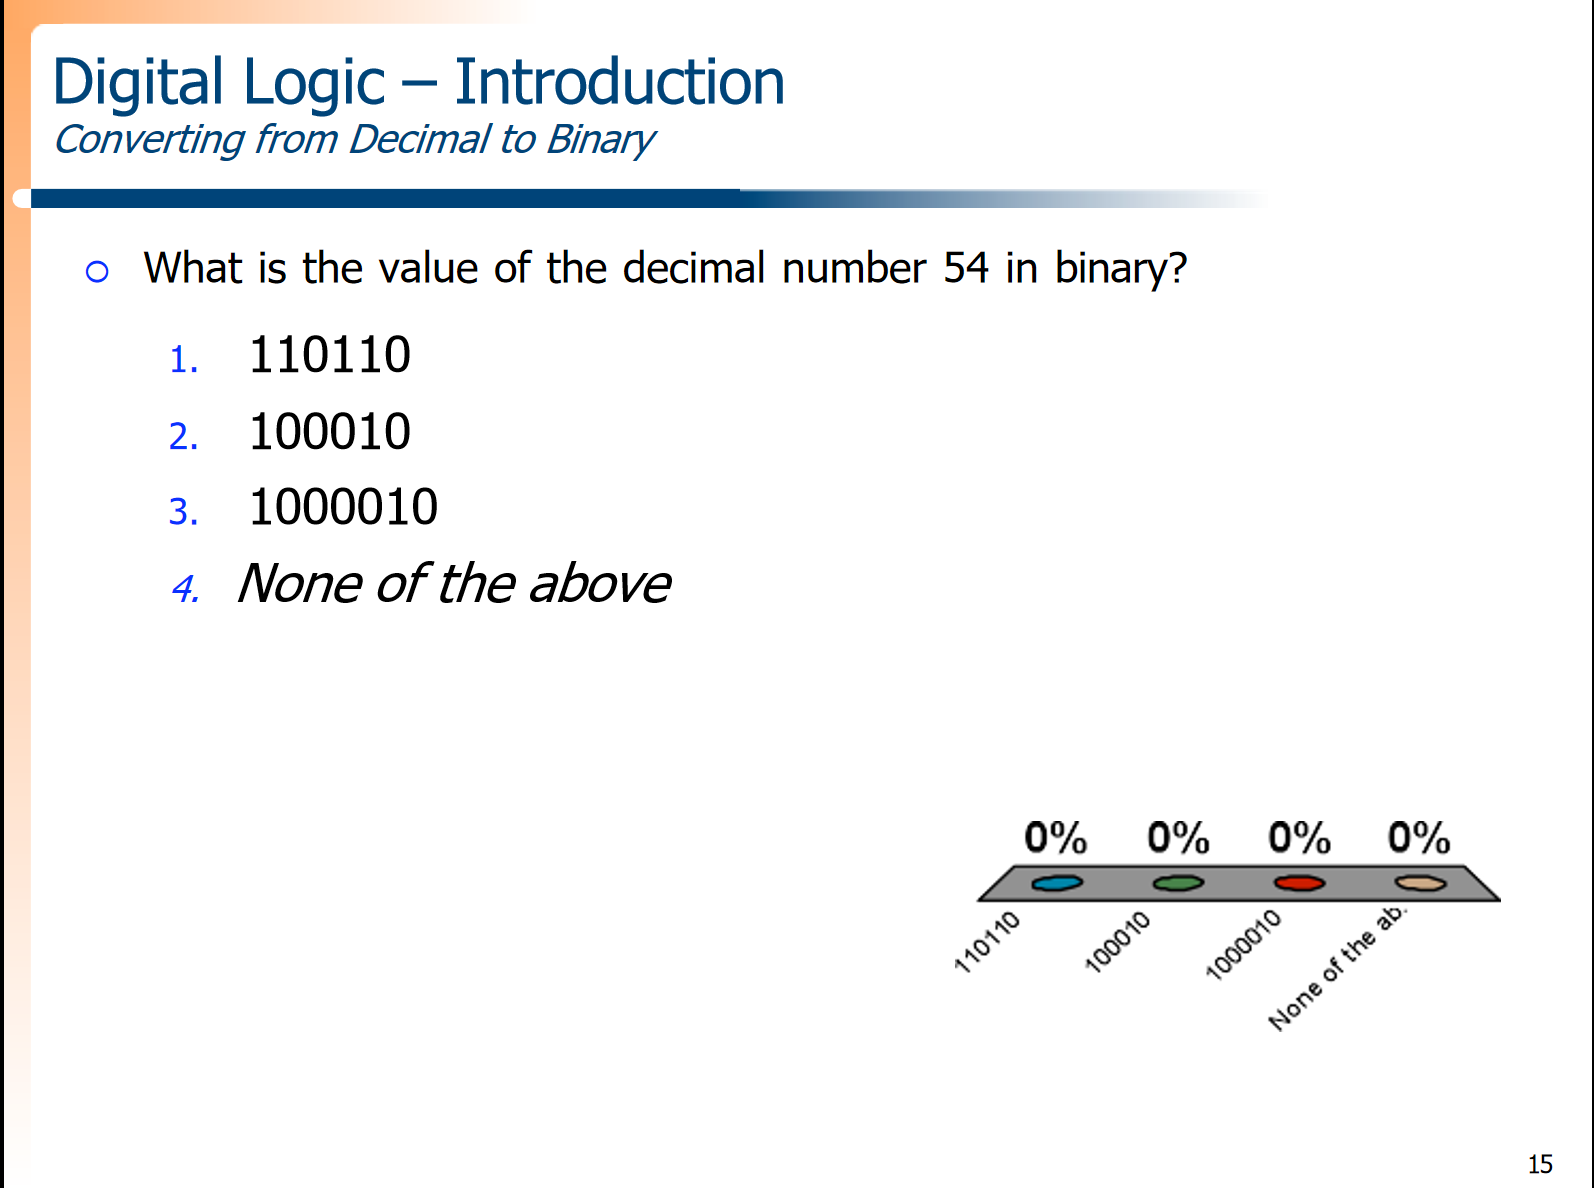 Digital Logic – Introduction
Converting from Decimal to Binary
What is the value of the decimal number 54 in binary?
1. 110110
2. 100010
3. 1000010
4. None of the above
0% 0% 0% 0%
110110
100010
1000010
None of the ab.
15